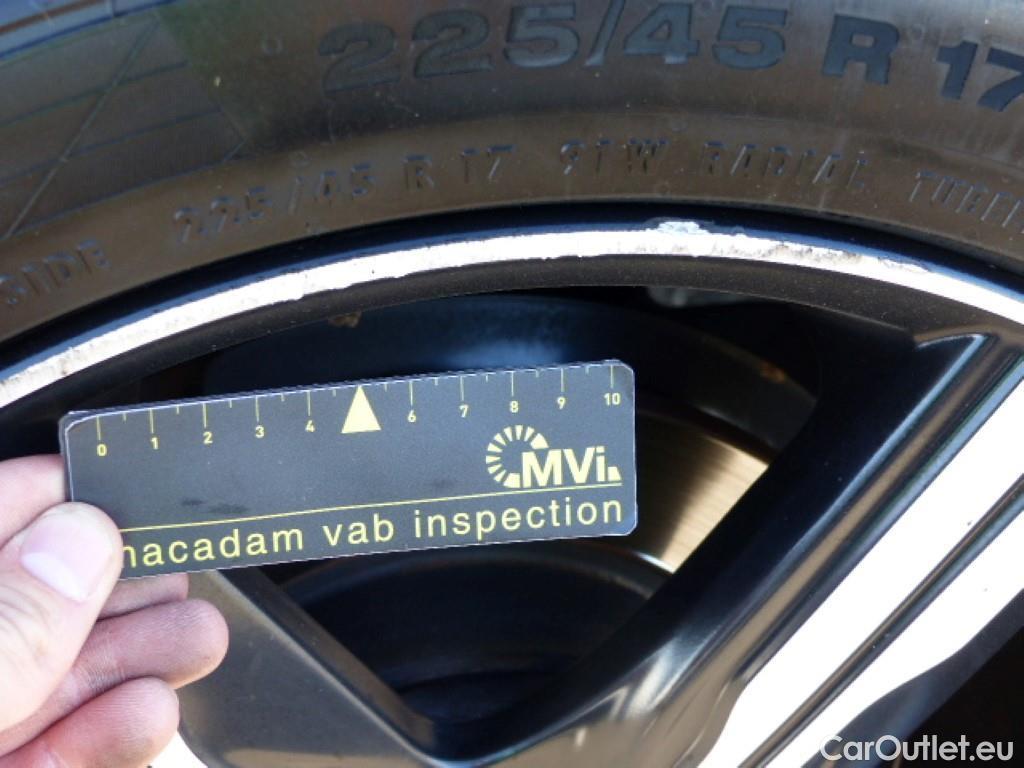 225/45 R 17
SIDE 225/45 R 17 91W RADIAL
0 1 2 3 4 6 7 8 9 10
MVi
macadam vab inspection
CarOutlet.eu